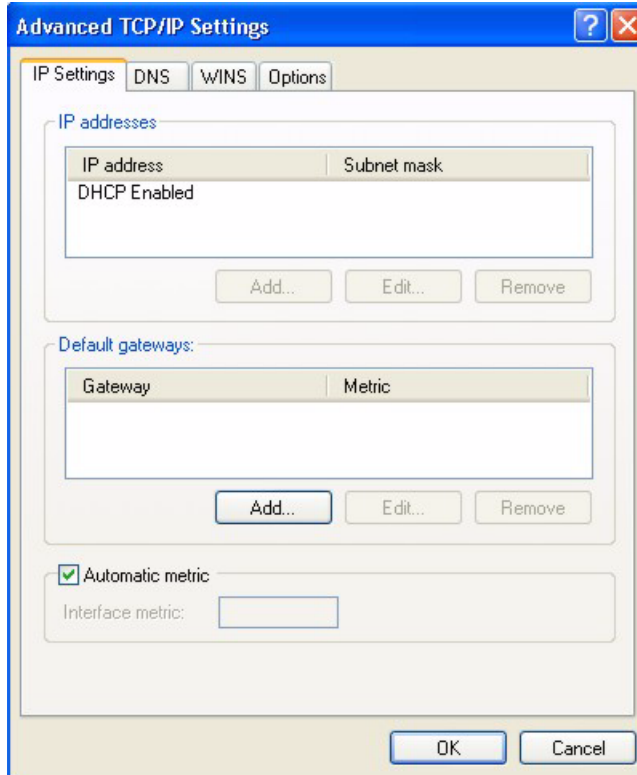 Advanced TCP/IP Settings
IP Settings DNS WINS Options
IP addresses
IP address Subnet mask
DHCP Enabled
Add... Edit... Remove
Default gateways:
Gateway Metric
Add... Edit... Remove
Automatic metric
Interface metric:
OK Cancel